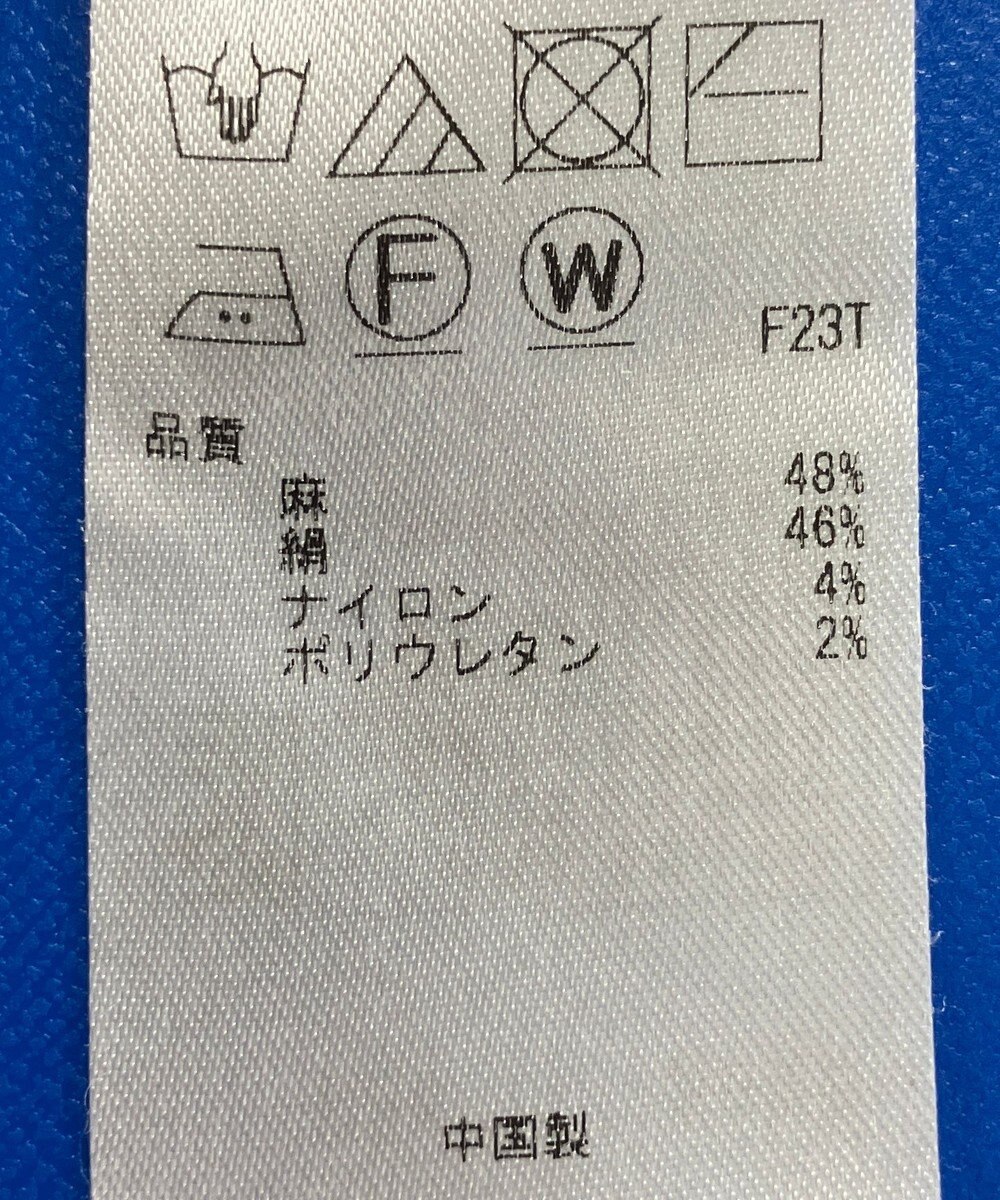 F W
F23T
品質
麻 48%
絹 46%
ナイロン 4%
ポリウレタン 2%
中国製